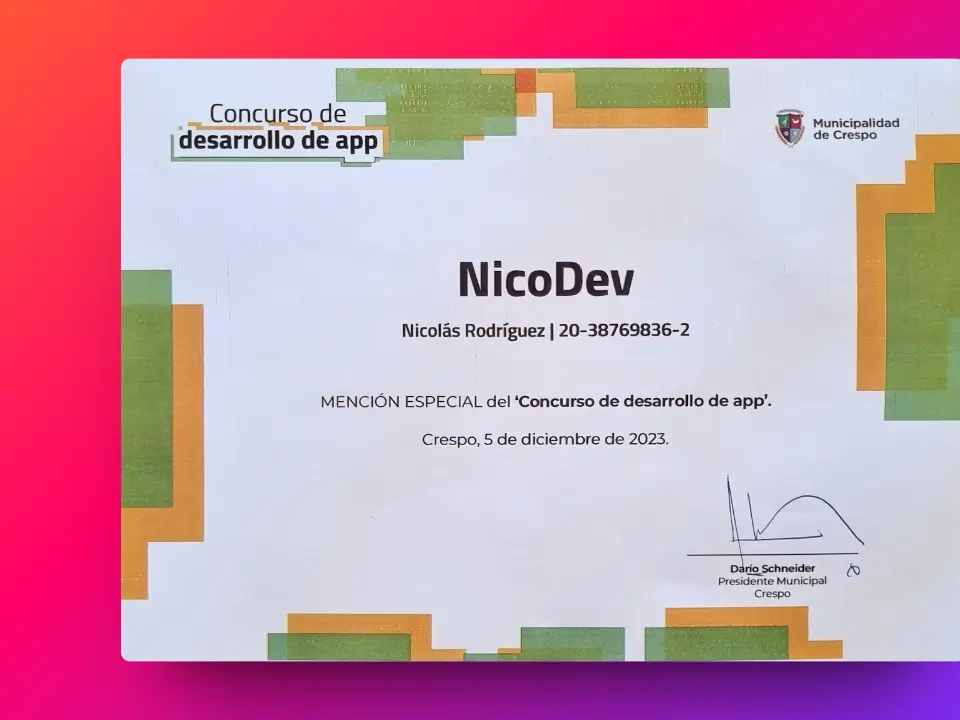 Concurso de
desarrollo de app
Municipalidad
de Crespo
NicoDev
Nicolás Rodríguez | 20-38769836-2
MENCIÓN ESPECIAL del ‘Concurso de desarrollo de app’.
Crespo, 5 de diciembre de 2023.
Darío Schneider
Presidente Municipal
Crespo